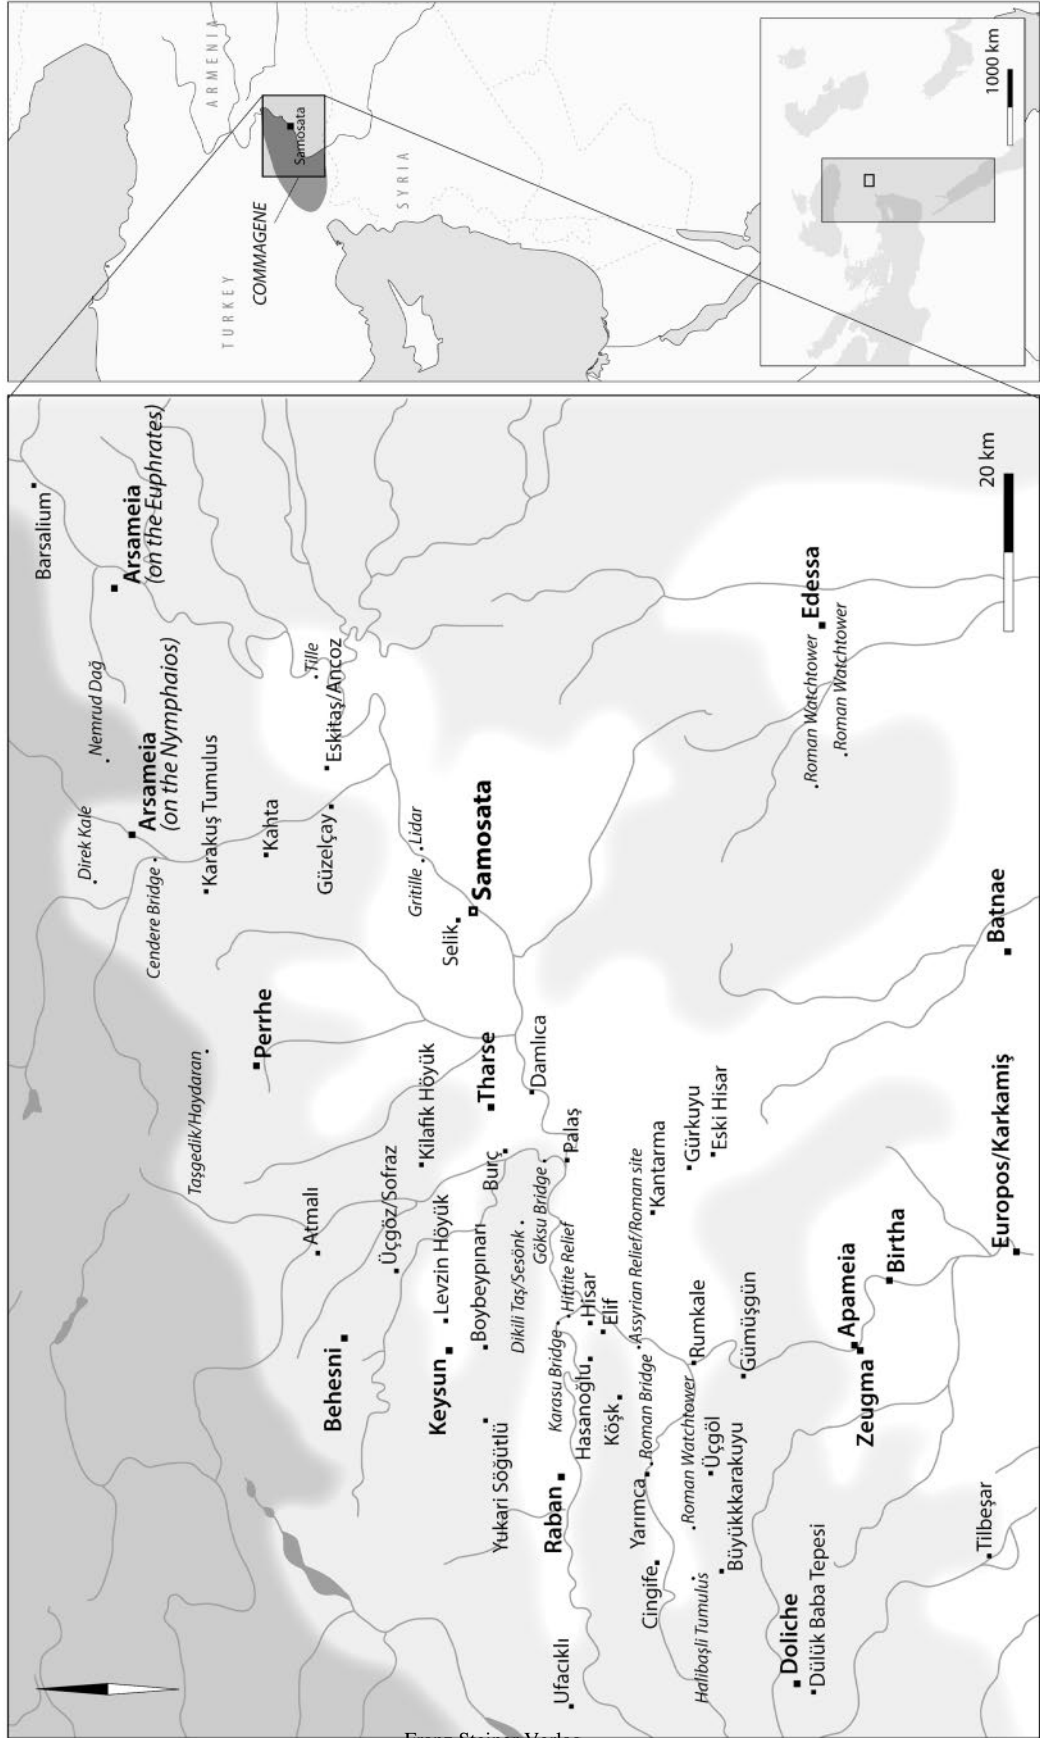 ARMENIA
Samosata
COMMAGENE
TURKEY
SYRIA
1000 km
Barsalium
Arsameia
(on the Euphrates)
Nemrud Dağ
Arsameia
(on the Nymphaios)
Direk Kale
Cendere Bridge
Karakuş Tumulus
Kahta
Güzelçay
Tille
Eskitaş/Ancoz
Gritille
Lidar
Selik
Samosata
Perrhe
Taşgedik/Haydaran
Kilafik Höyük
Tharse
Damlıca
Atmalı
Üçgöz/Sofraz
Burç
Palaş
Göksu Bridge
Levzin Höyük
Boybeypınarı
Dikili Taş/Sesönk
Behesni
Keysun
Yukari Söğütlü
Raban
Karasu Bridge
Hittite Relief
Hisar
Elif
Hasanoğlu
Köşk
Assyrian Relief/Roman site
Kantarma
Gürkuyu
Eski Hisar
Roman Bridge
Yarımca
Cingife
Ufacıklı
Rumkale
Roman Watchtower
Üçgöl
Büyükkarakuyu
Halibaşli Tumulus
Gümüşgün
Apameia
Zeugma
Birtha
Europos/Karkamiş
Batnae
Edessa
Roman Watchtower
Roman Watchtower
Doliche
Dülük Baba Tepesi
Tilbeşar
20 km